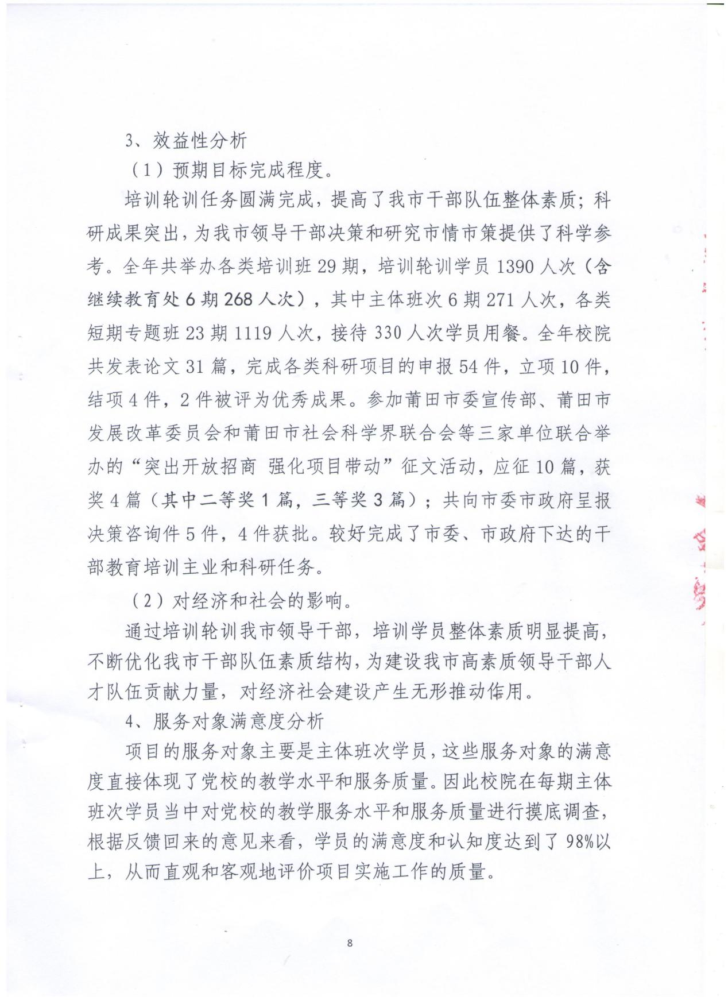 3、效益性分析
（1）预期目标完成程度。
培训轮训任务圆满完成，提高了我市干部队伍整体素质；科
研成果突出，为我市领导干部决策和研究市情市策提供了科学参
考。全年共举办各类培训班 29 期，培训轮训学员 1390 人次（含
继续教育处 6 期 268 人次），其中主体班次 6 期 271 人次，各类
短期专题班 23 期 1119 人次，接待 330 人次学员用餐。全年校院
共发表论文 31 篇，完成各类科研项目的申报 54 件，立项 10 件，
结项 4 件，2 件被评为优秀成果。参加莆田市委宣传部、莆田市
发展改革委员会和莆田市社会科学界联合会等三家单位联合举
办的“突出开放招商 强化项目带动”征文活动，应征 10 篇，获
奖 4 篇（其中二等奖 1 篇，三等奖 3 篇）；共向市委市政府呈报
决策咨询件 5 件，4 件获批。较好完成了市委、市政府下达的干
部教育培训主业和科研任务。
（2）对经济和社会的影响。
通过培训轮训我市领导干部，培训学员整体素质明显提高，
不断优化我市干部队伍素质结构，为建设我市高素质领导干部人
才队伍贡献力量，对经济社会建设产生无形推动作用。
4、服务对象满意度分析
项目的服务对象主要是主体班次学员，这些服务对象的满意
度直接体现了党校的教学水平和服务质量。因此校院在每期主体
班次学员当中对党校的教学服务水平和服务质量进行摸底调查，
根据反馈回来的意见来看，学员的满意度和认知度达到了 98%以
上，从而直观和客观地评价项目实施工作的质量。
8